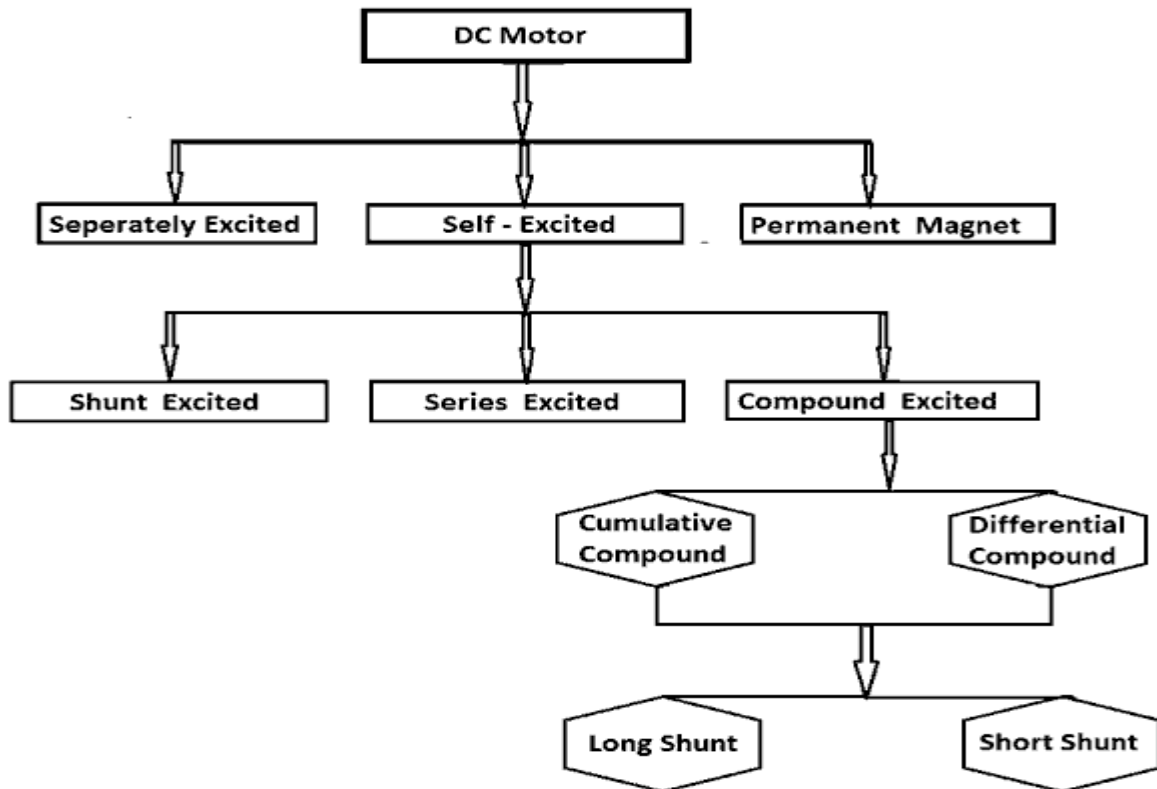 DC Motor
Seperately Excited
Self - Excited
Permanent Magnet
Shunt Excited
Series Excited
Compound Excited
Cumulative
Compound
Differential
Compound
Long Shunt
Short Shunt